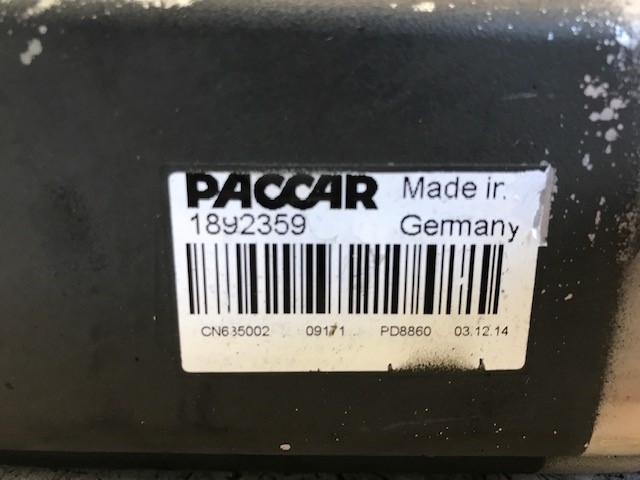 PACCAR Made in
1892359 Germany
CN635002 09171 PD8860 03.12.14